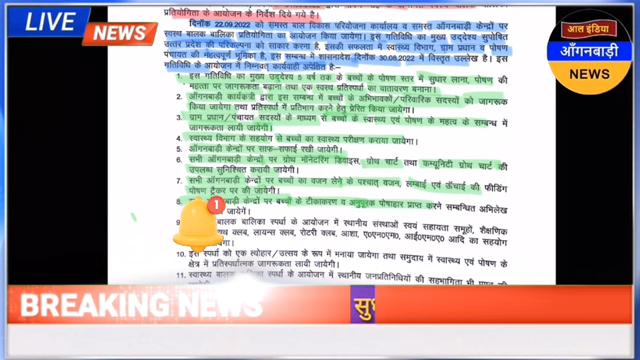 LIVE NEWS
आल इंडिया
आँगनबाड़ी
NEWS
प्रतियोगिता के आयोजन के निर्देश दिये गये है।
दिनांक 22.09.2022 को समस्त बाल विकास परियोजना कार्यालय व समस्त आँगनबाड़ी केन्द्रों पर
स्वस्थ बालक बालिका प्रतियोगिता का आयोजन किया जायेगा। इस गतिविधि का मुख्य उद्देश्य सुपोषित
उत्तर प्रदेश की परिकल्पना को साकार करना है, इसकी सफलता में स्वास्थ्य विभाग, ग्राम प्रधान व पोषण
पंचायत की महत्वपूर्ण भूमिका है, इस सम्बन्ध में शासनादेश दिनांक 30.08.2022 में विस्तृत उल्लेख है। इस
गतिविधि के आयोजन में निम्नवत् कार्यवाही अपेक्षित है:-
1 इस गतिविधि का मुख्य उद्देश्य 5 वर्ष तक के बच्चों के पोषण स्तर में सुधार लाना, पोषण की
महत्ता पर जागरूकता बढ़ाना तथा एक स्वस्थ प्रतिस्पर्धा का वातावरण बनाना।
2 आँगनबाड़ी कार्यकत्री द्वारा इस सम्बन्ध में बच्चों के अभिभावकों/पारिवारिक सदस्यों को जागरूक
किया जायेगा तथा प्रतिस्पर्धा में प्रतिभाग करने हेतु प्रेरित किया जायेगा।
3 ग्राम प्रधान/पंचायत सदस्यों के माध्यम से बच्चों के स्वास्थ्य एवं पोषण के महत्व के सम्बन्ध में
जागरूकता लायी जायेगी।
4 स्वास्थ्य विभाग के सहयोग से बच्चों का स्वास्थ्य परीक्षण कराया जायेगा।
5 आँगनबाड़ी केन्द्रों पर साफ-सफाई रखी जायेगी।
6 सभी आँगनबाड़ी केन्द्रों पर ग्रोथ मॉनेटरिंग डिवाइस, ग्रोथ चार्ट तथा कम्यूनिटी ग्रोथ चार्ट की
उपलब्धता सुनिश्चित करायी जायेगी।
7 सभी आँगनबाड़ी केन्द्रों पर बच्चों का वजन लेने के पश्चात् वजन, लम्बाई एवं ऊँचाई की फीडिंग
पोषण ट्रैकर पर की जायेगी।
8 बाड़ी केन्द्रों पर बच्चों के टीकाकरण व अनुपूरक पोषाहार प्राप्त करने सम्बन्धित अभिलेख
जायेगें।
1
9 बालक बालिका स्पर्धा के आयोजन में स्थानीय संस्थाओं स्वयं सहायता समूहों, शैक्षणिक
क्लब, लायन्स क्लब, रोटरी क्लब, आशा, ए०एन०एम०, आई०एम०ए० आदि का सहयोग
10 इस स्पर्धा को एक त्योहार/उत्सव के रूप में मनाया जायेगा तथा समुदाय में स्वास्थ्य एवं पोषण के
क्षेत्र में प्रतिस्पर्धात्मक जागरूकता लायी जायेगी।
11 स्वास्थ्य बालक बालिका स्पर्धा के आयोजन में स्थानीय जनप्रतिनिधियों की सहभागिता भी
BREAKING NEWS